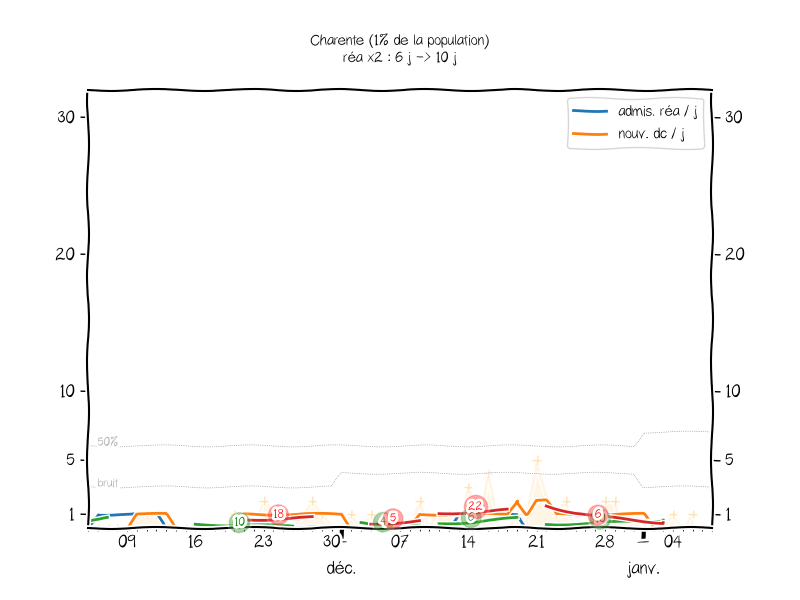 Charente (1% de la population)
réa x2 : 6 j -> 10 j
admis. réa / j
nouv. dc / j
30 30
20 20
10 10
50%
5 5
bruit
1 1
10 18 5 22 6 6
09 16 23 30 07 14 21 28 04
déc. janv.